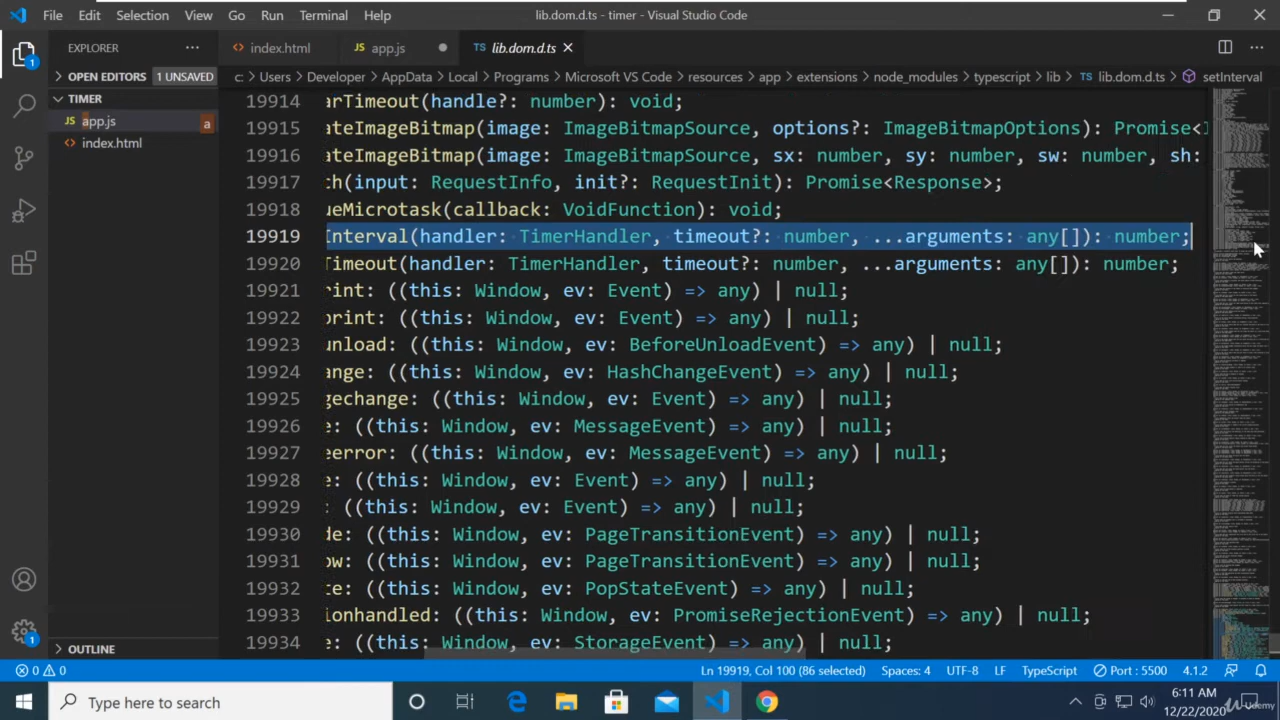 File Edit Selection View Go Run Terminal Help lib.dom.d.ts - timer - Visual Studio Code
EXPLORER ··· index.html JS app.js TS lib.dom.d.ts
OPEN EDITORS 1 UNSAVED c: > Users > Developer > AppData > Local > Programs > Microsoft VS Code > resources > app > extensions > node_modules > typescript > lib > TS lib.dom.d.ts > setInterval
TIMER
JS app.js a
index.html
19914 arTimeout(handle?: number): void;
19915 ateImageBitmap(image: ImageBitmapSource, options?: ImageBitmapOptions): Promise<I
19916 ateImageBitmap(image: ImageBitmapSource, sx: number, sy: number, sw: number, sh:
19917 ch(input: RequestInfo, init?: RequestInit): Promise<Response>;
19918 ueMicrotask(callback: VoidFunction): void;
19919 Interval(handler: TimerHandler, timeout?: number, ...arguments: any[]): number;
19920 Timeout(handler: TimerHandler, timeout?: number, ...arguments: any[]): number;
19921 print: ((this: Window, ev: Event) => any) | null;
19922 print: ((this: Window, ev: Event) => any) | null;
19923 unload: ((this: Window, ev: BeforeUnloadEvent) => any) | null;
19924 ange: ((this: Window, ev: HashChangeEvent) => any) | null;
19925 gechange: ((this: Window, ev: Event) => any) | null;
19926 e: ((this: Window, ev: MessageEvent) => any) | null;
19927 eerror: ((this: Window, ev: MessageEvent) => any) | null;
19928 e: ((this: Window, ev: Event) => any) | null;
19929 : ((this: Window, ev: Event) => any) | null;
19930 de: ((this: Window, ev: PageTransitionEvent) => any) | null;
19931 ow: ((this: Window, ev: PageTransitionEvent) => any) | null;
19932 te: ((this: Window, ev: PopStateEvent) => any) | null;
19933 ionhandled: ((this: Window, ev: PromiseRejectionEvent) => any) | null;
19934 e: ((this: Window, ev: StorageEvent) => any) | null;
OUTLINE
0 0 Ln 19919, Col 100 (86 selected) Spaces: 4 UTF-8 LF TypeScript Port : 5500 4.1.2
Type here to search
6:11 AM
12/22/2020
Udemy